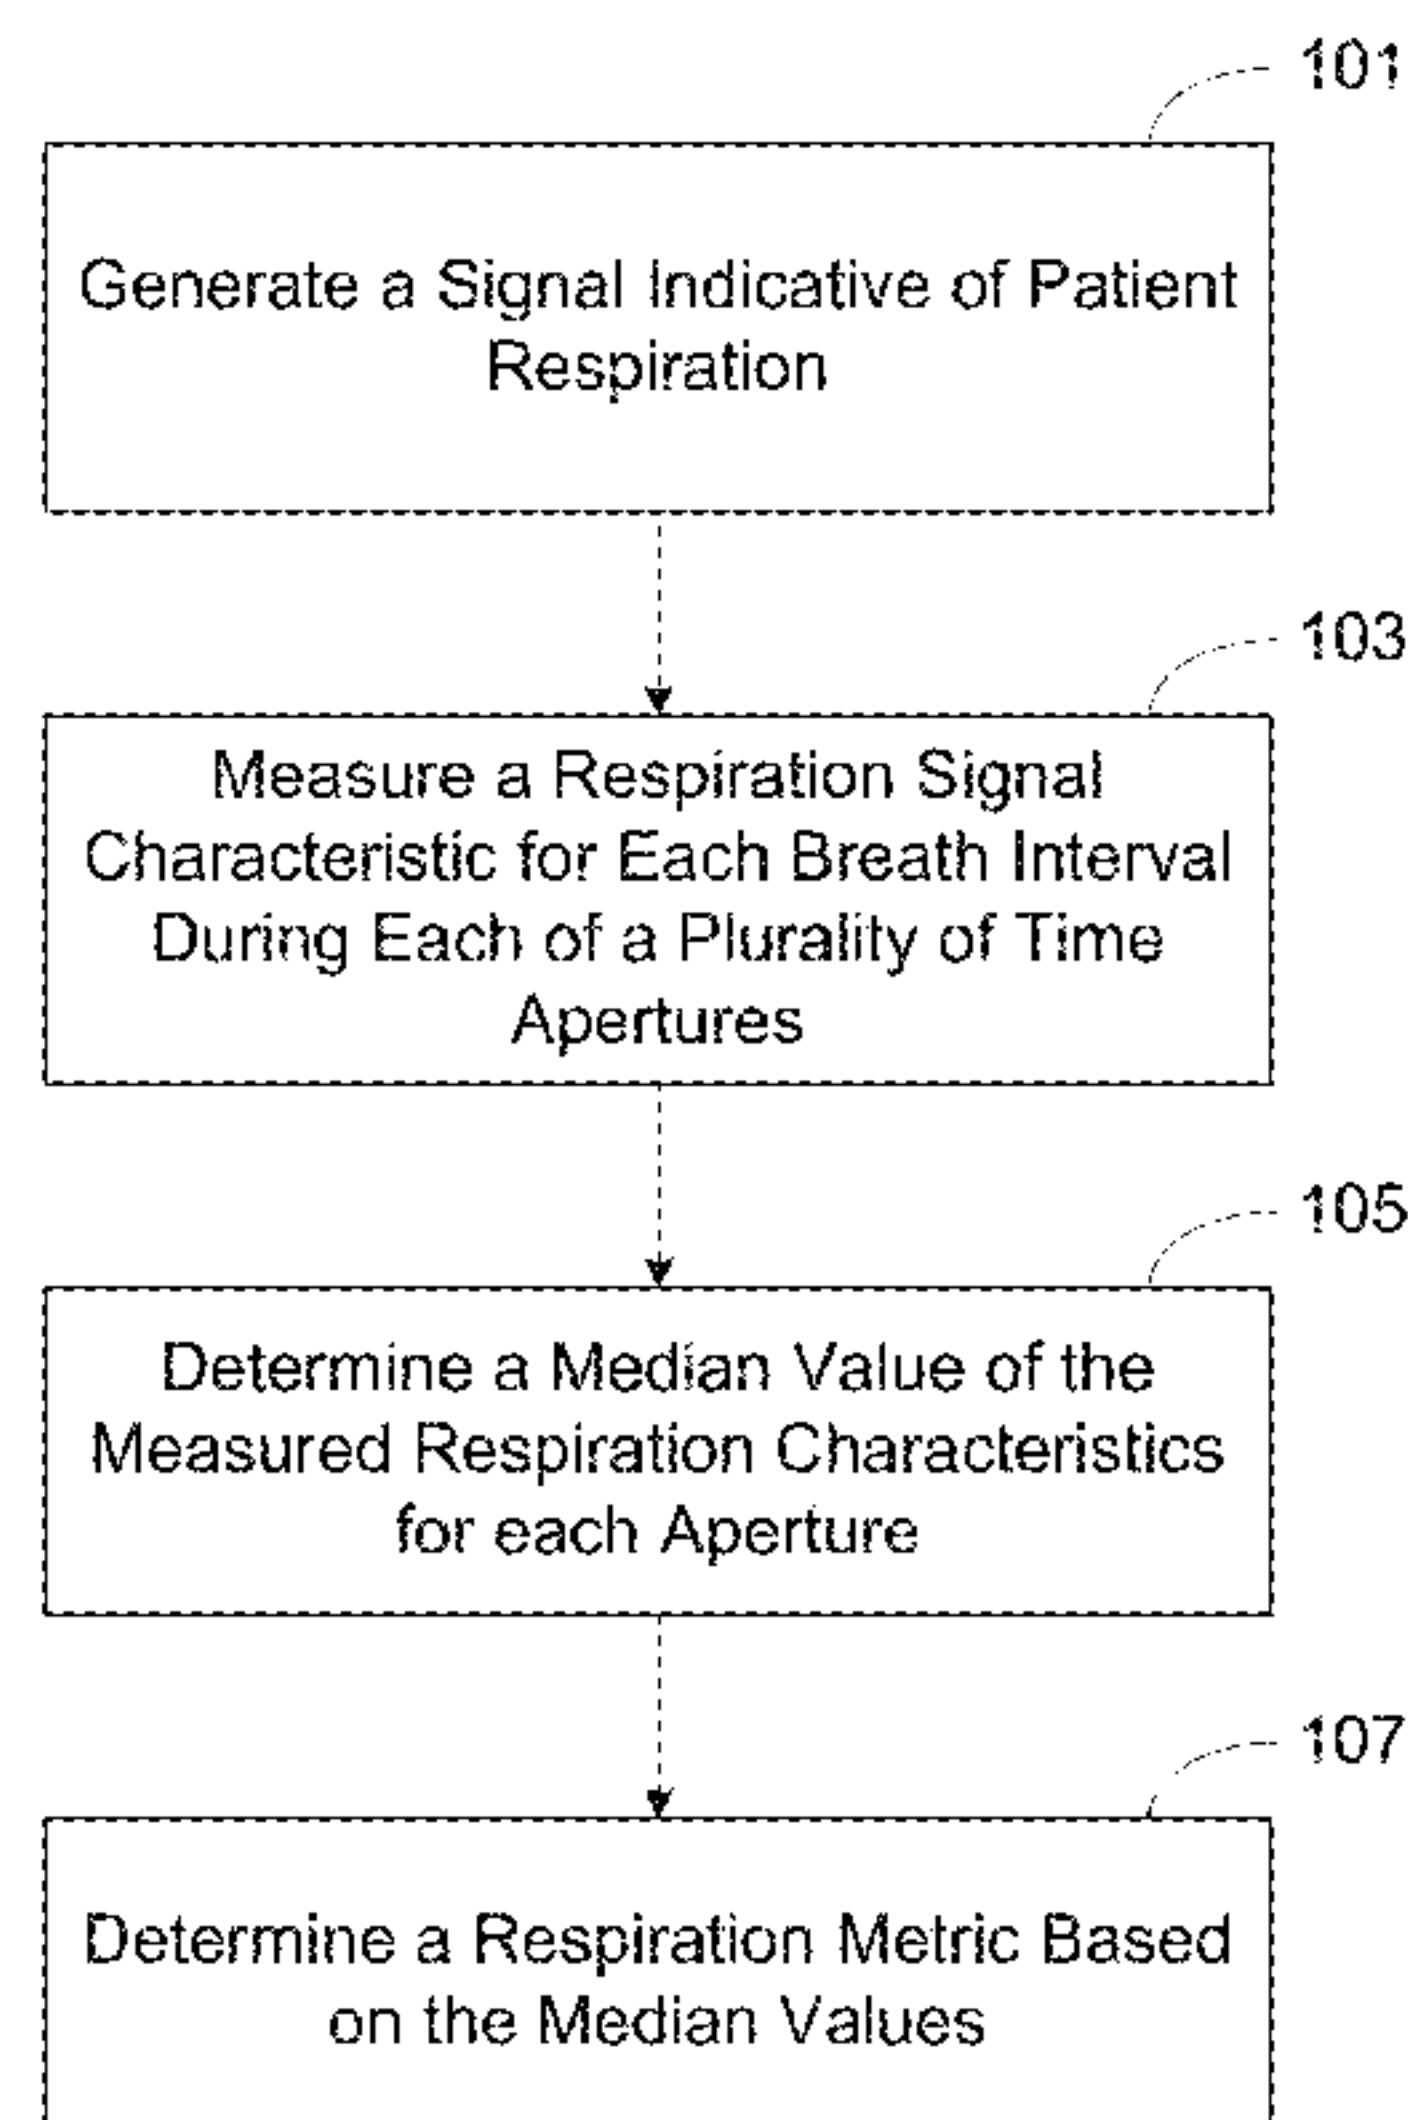 101
Generate a Signal Indicative of Patient
Respiration
103
Measure a Respiration Signal
Characteristic for Each Breath Interval
During Each of a Plurality of Time
Apertures
105
Determine a Median Value of the
Measured Respiration Characteristics
for each Aperture
107
Determine a Respiration Metric Based
on the Median Values